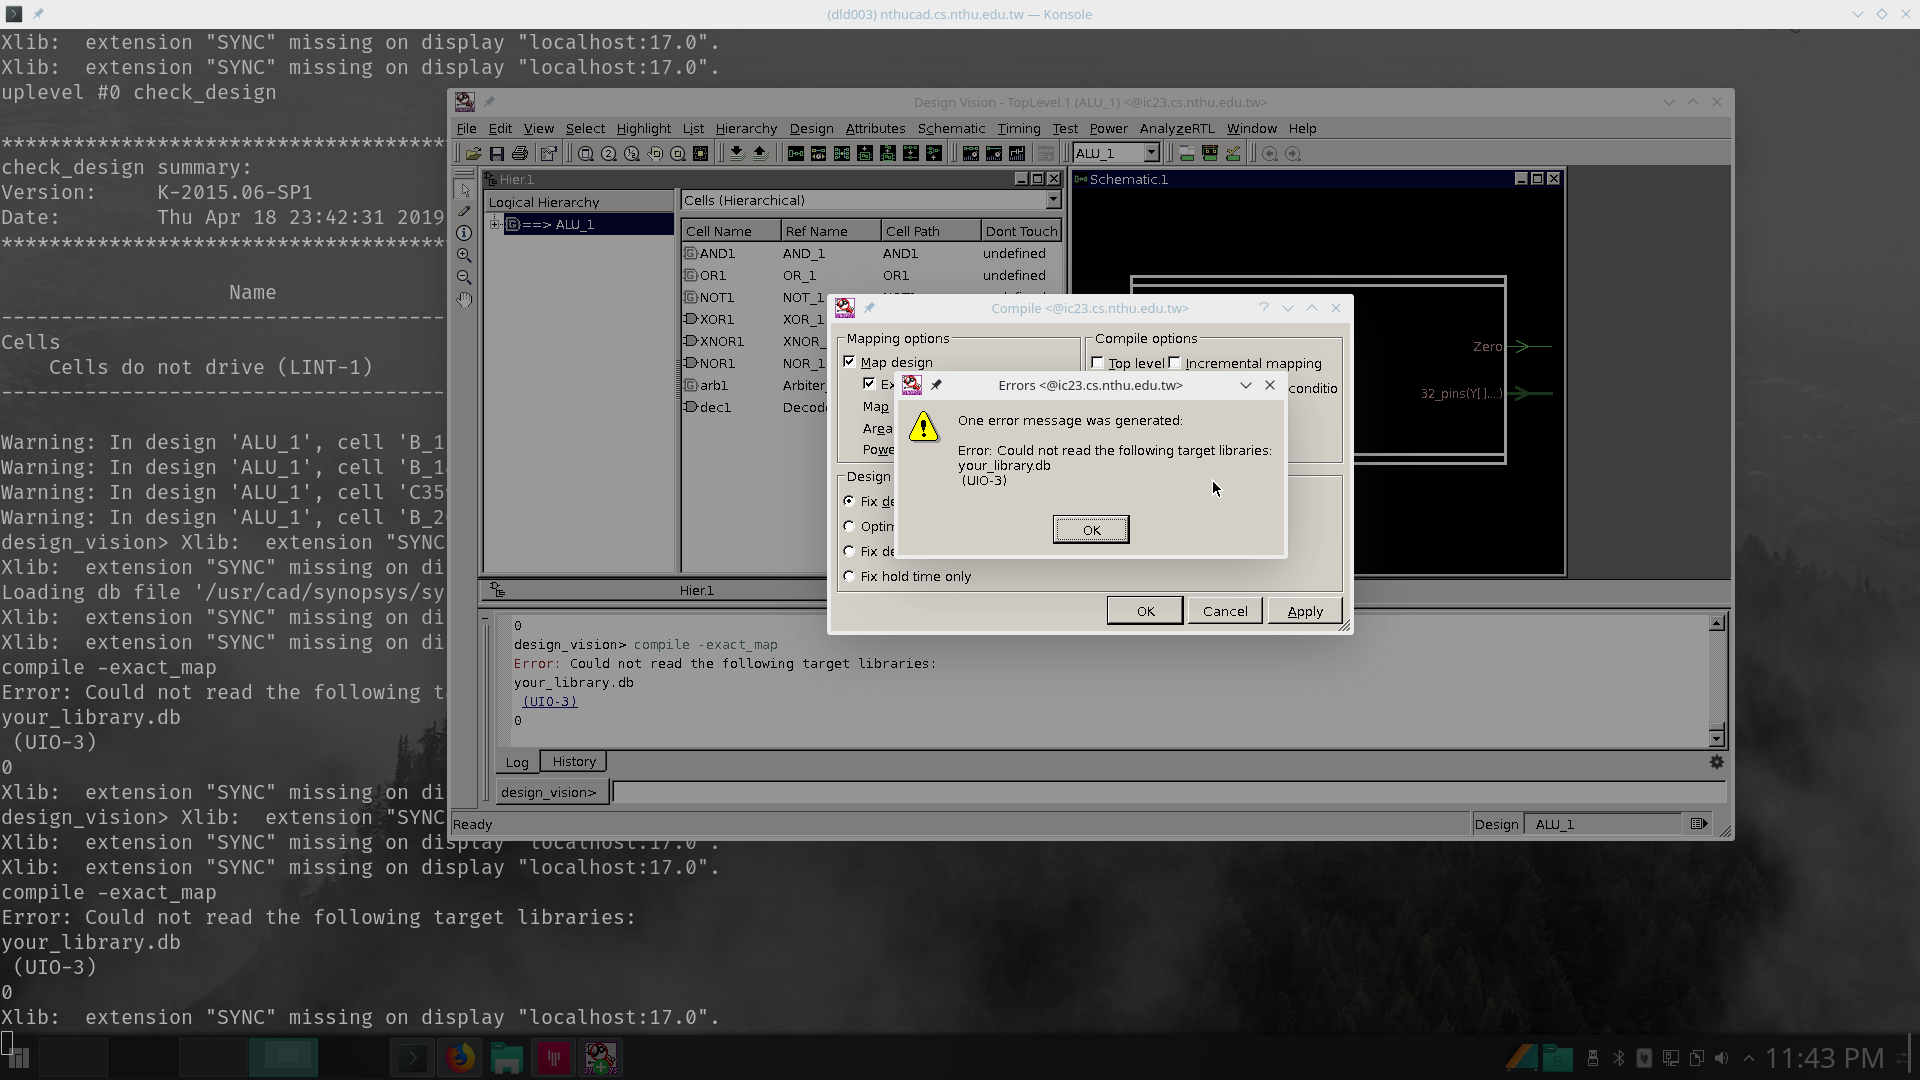 (dld003) nthucad.cs.nthu.edu.tw — Konsole
Xlib:  extension "SYNC" missing on display "localhost:17.0".
Xlib:  extension "SYNC" missing on display "localhost:17.0".
uplevel #0 check_design
****************************************
check_design summary:
Version:     K-2015.06-SP1
Date:        Thu Apr 18 23:42:31 2019
****************************************
Name
Cells
Cells do not drive (LINT-1)
Warning: In design 'ALU_1', cell 'B_1
Warning: In design 'ALU_1', cell 'B_1
Warning: In design 'ALU_1', cell 'C35
Warning: In design 'ALU_1', cell 'B_2
design_vision> Xlib:  extension "SYNC
Xlib:  extension "SYNC" missing on di
Loading db file '/usr/cad/synopsys/sy
Xlib:  extension "SYNC" missing on di
Xlib:  extension "SYNC" missing on di
compile -exact_map
Error: Could not read the following t
your_library.db
(UIO-3)
0
Xlib:  extension "SYNC" missing on di
design_vision> Xlib:  extension "SYNC
Xlib:  extension "SYNC" missing on display "localhost:17.0".
Xlib:  extension "SYNC" missing on display "localhost:17.0".
compile -exact_map
Error: Could not read the following target libraries:
your_library.db
(UIO-3)
0
Xlib:  extension "SYNC" missing on display "localhost:17.0".
Design Vision - TopLevel.1 (ALU_1) <@ic23.cs.nthu.edu.tw>
File Edit View Select Highlight List Hierarchy Design Attributes Schematic Timing Test Power AnalyzeRTL Window Help
ALU_1
Hier.1
Logical Hierarchy
==> ALU_1
Cells (Hierarchical)
Cell Name Ref Name Cell Path Dont Touch
AND1 AND_1 AND1 undefined
OR1 OR_1 OR1 undefined
NOT1 NOT_1 undefined
XOR1 XOR_1
XNOR1 XNOR_1
NOR1 NOR_1
arb1 Arbiter
dec1 Decod
Schematic.1
Zero
32_pins(Y[]....)
Compile <@ic23.cs.nthu.edu.tw>
Mapping options
Map design
Ex
Map
Area
Powe
Compile options
Top level Incremental mapping
conditio
Design
Fix de
Optim
Fix de
Fix hold time only
OK Cancel Apply
Errors <@ic23.cs.nthu.edu.tw>
One error message was generated:
Error: Could not read the following target libraries:
your_library.db
(UIO-3)
OK
Hier.1
0
design_vision> compile -exact_map
Error: Could not read the following target libraries:
your_library.db
(UIO-3)
0
Log History
design_vision>
Ready
Design ALU_1
11:43 PM